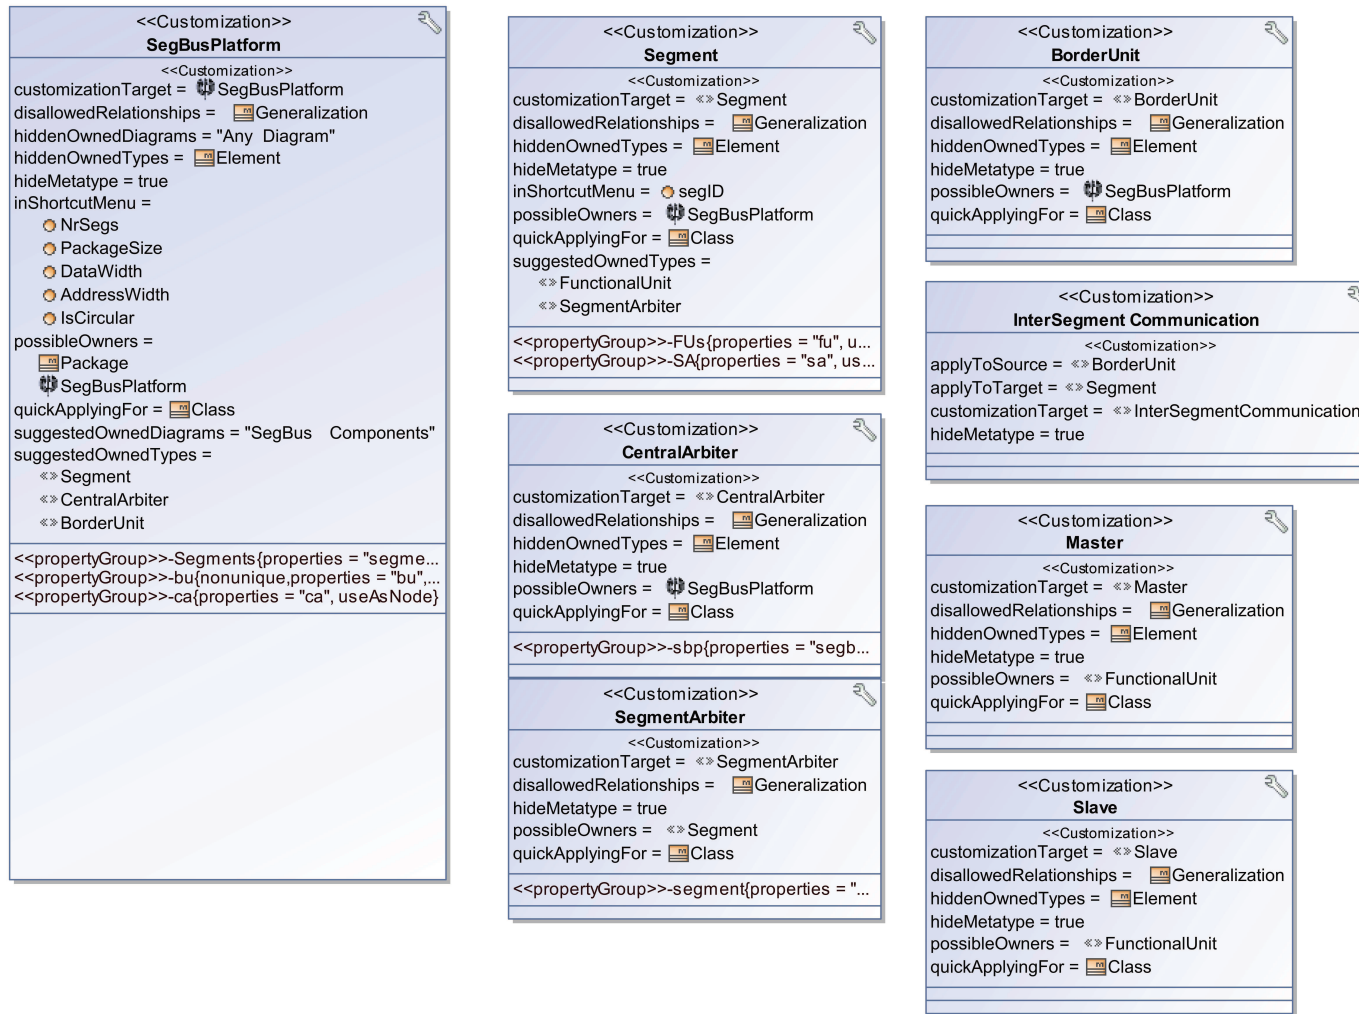 <<Customization>>
SegBusPlatform
<<Customization>>
customizationTarget = «» SegBusPlatform
disallowedRelationships = Generalization
hiddenOwnedDiagrams = "Any Diagram"
hiddenOwnedTypes = Element
hideMetatype = true
inShortcutMenu =
NrSegs
PackageSize
DataWidth
AddressWidth
IsCircular
possibleOwners =
Package
SegBusPlatform
quickApplyingFor = Class
suggestedOwnedDiagrams = "SegBus Components"
suggestedOwnedTypes =
«» Segment
«» CentralArbiter
«» BorderUnit
<<propertyGroup>>-Segments{properties = "segme...
<<propertyGroup>>-bu{nonunique,properties = "bu",...
<<propertyGroup>>-ca{properties = "ca", useAsNode}
<<Customization>>
Segment
<<Customization>>
customizationTarget = «» Segment
disallowedRelationships = Generalization
hiddenOwnedTypes = Element
hideMetatype = true
inShortcutMenu = segID
possibleOwners = SegBusPlatform
quickApplyingFor = Class
suggestedOwnedTypes =
«» FunctionalUnit
«» SegmentArbiter
<<propertyGroup>>-FUs{properties = "fu", u...
<<propertyGroup>>-SA{properties = "sa", us...
<<Customization>>
CentralArbiter
<<Customization>>
customizationTarget = «» CentralArbiter
disallowedRelationships = Generalization
hiddenOwnedTypes = Element
hideMetatype = true
possibleOwners = SegBusPlatform
quickApplyingFor = Class
<<propertyGroup>>-sbp{properties = "segb...
<<Customization>>
SegmentArbiter
<<Customization>>
customizationTarget = «» SegmentArbiter
disallowedRelationships = Generalization
hideMetatype = true
possibleOwners = «» Segment
quickApplyingFor = Class
<<propertyGroup>>-segment{properties = "...
<<Customization>>
BorderUnit
<<Customization>>
customizationTarget = «» BorderUnit
disallowedRelationships = Generalization
hiddenOwnedTypes = Element
hideMetatype = true
possibleOwners = SegBusPlatform
quickApplyingFor = Class
<<Customization>>
InterSegment Communication
<<Customization>>
applyToSource = «» BorderUnit
applyToTarget = «» Segment
customizationTarget = «» InterSegmentCommunication
hideMetatype = true
<<Customization>>
Master
<<Customization>>
customizationTarget = «» Master
disallowedRelationships = Generalization
hiddenOwnedTypes = Element
hideMetatype = true
possibleOwners = «» FunctionalUnit
quickApplyingFor = Class
<<Customization>>
Slave
<<Customization>>
customizationTarget = «» Slave
disallowedRelationships = Generalization
hiddenOwnedTypes = Element
hideMetatype = true
possibleOwners = «» FunctionalUnit
quickApplyingFor = Class